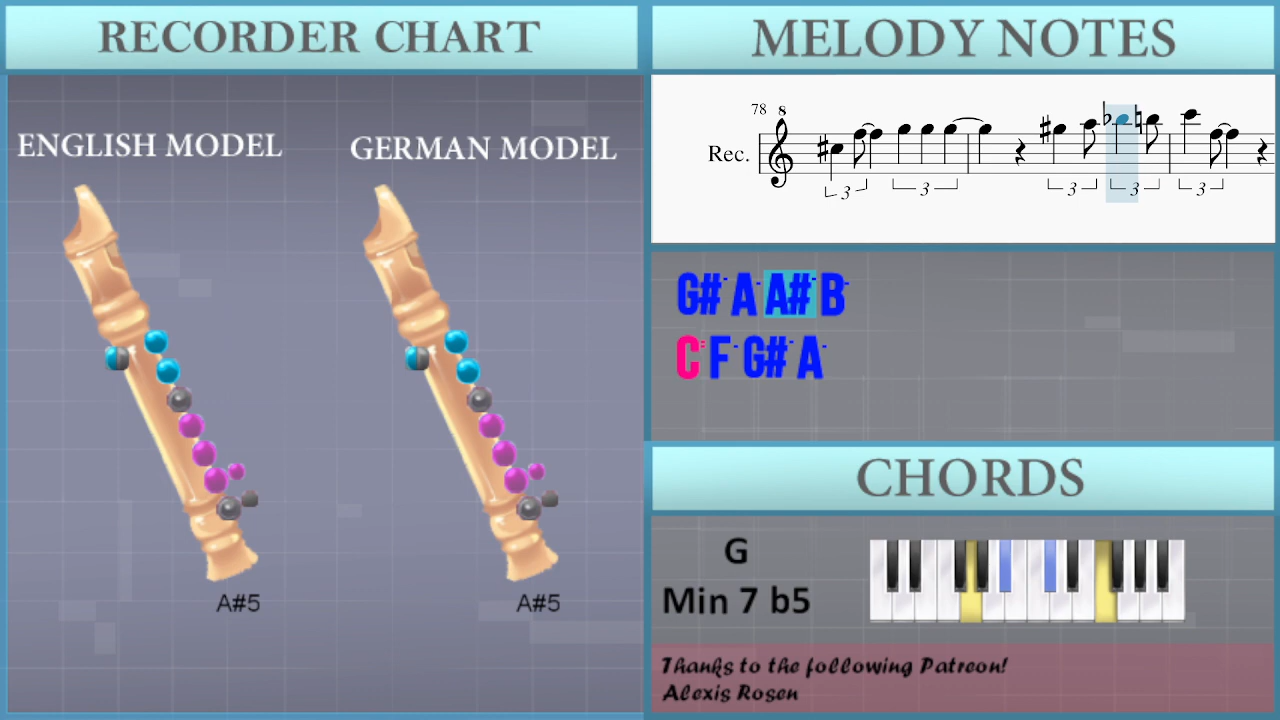 RECORDER CHART
ENGLISH MODEL
GERMAN MODEL
A#5
A#5
MELODY NOTES
78
8
Rec.
3
3
3
3
3
G# A A# B
C F G# A
CHORDS
G
Min 7 b5
Thanks to the following Patreon!
Alexis Rosen